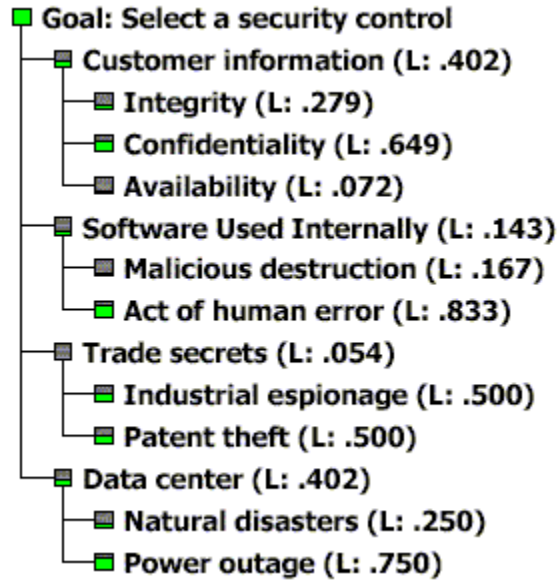 Goal: Select a security control
Customer information (L: .402)
Integrity (L: .279)
Confidentiality (L: .649)
Availability (L: .072)
Software Used Internally (L: .143)
Malicious destruction (L: .167)
Act of human error (L: .833)
Trade secrets (L: .054)
Industrial espionage (L: .500)
Patent theft (L: .500)
Data center (L: .402)
Natural disasters (L: .250)
Power outage (L: .750)